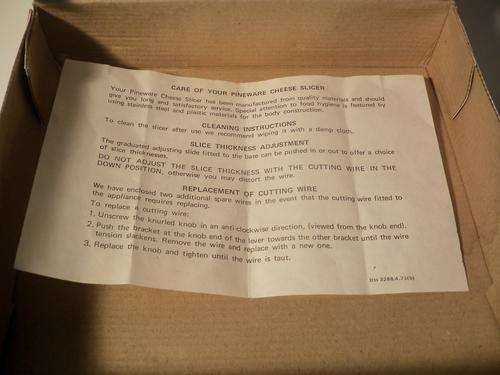 CARE OF YOUR PINEWARE CHEESE SLICER
Your Pineware Cheese Slicer has been manufactured from quality materials and should
give you long and satisfactory service. Special attention to food hygiene is featured by
using stainless steel and plastic materials for the body construction.
CLEANING INSTRUCTIONS
To clean the slicer after use we recommend wiping it with a damp cloth.
SLICE THICKNESS ADJUSTMENT
The graduated adjusting slide fitted to the base can be pushed in or out to offer a choice
of slice thicknesses.
DO NOT ADJUST THE SLICE THICKNESS WITH THE CUTTING WIRE IN THE
DOWN POSITION, otherwise you may distort the wire.
REPLACEMENT OF CUTTING WIRE
We have enclosed two additional spare wires in the event that the cutting wire fitted to
the appliance requires replacing.
To replace a cutting wire:
1. Unscrew the knurled knob in an anti-clockwise direction, (viewed from the knob end).
2. Push the bracket at the knob end of the lever towards the other bracket until the wire
tension slackens. Remove the wire and replace with a new one.
3. Replace the knob and tighten until the wire is taut.